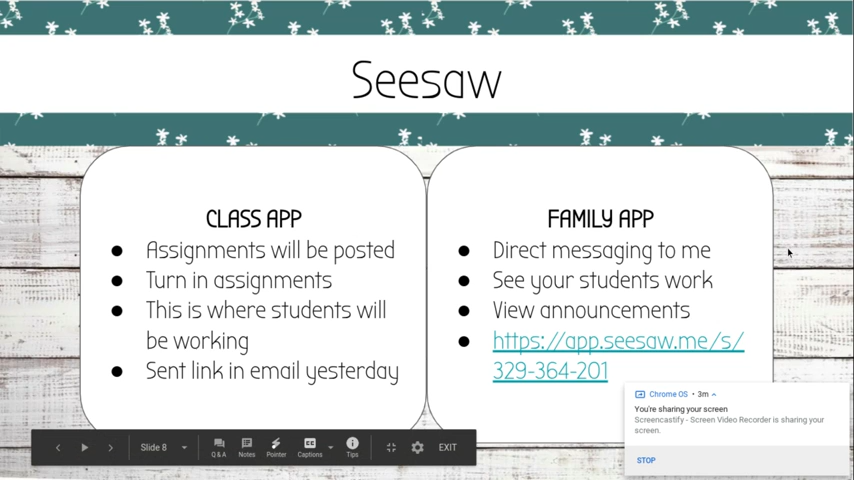 Seesaw
CLASS APP
● Assignments will be posted
● Turn in assignments
● This is where students will
be working
● Sent link in email yesterday
FAMILY APP
● Direct messaging to me
● See your students work
● View announcements
● https://app.seesaw.me/s/
329-364-201
Chrome OS • 3m
You're sharing your screen
Screencastify - Screen Video Recorder is sharing your
screen.
STOP
Slide 8
Q & A
Notes
Pointer
Captions
Tips
EXIT